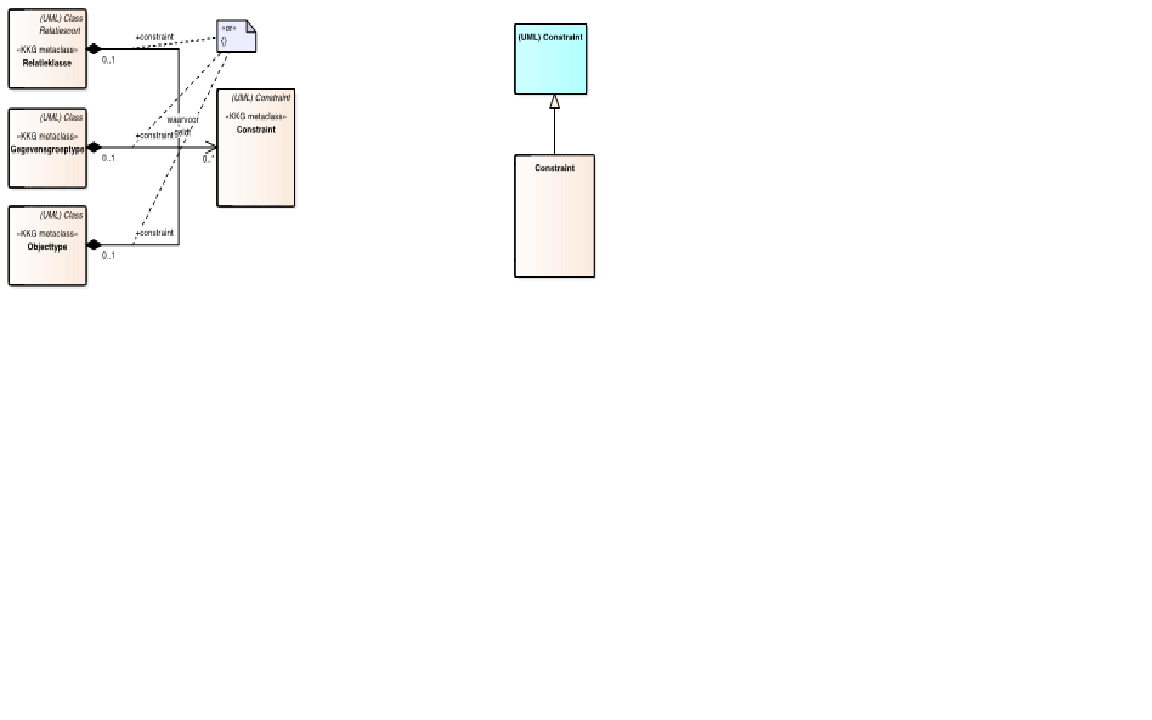 (UML) Class
Relatiesoort
«KKG metaclass»
Relatieklasse
+constraint
0..1
«or»
{}
(UML) Class
«KKG metaclass»
Gegevensgroeptype
+constraint
0..1
waarvoor
geldt
0..*
(UML) Constraint
«KKG metaclass»
Constraint
(UML) Class
«KKG metaclass»
Objecttype
+constraint
0..1
(UML) Constraint
Constraint